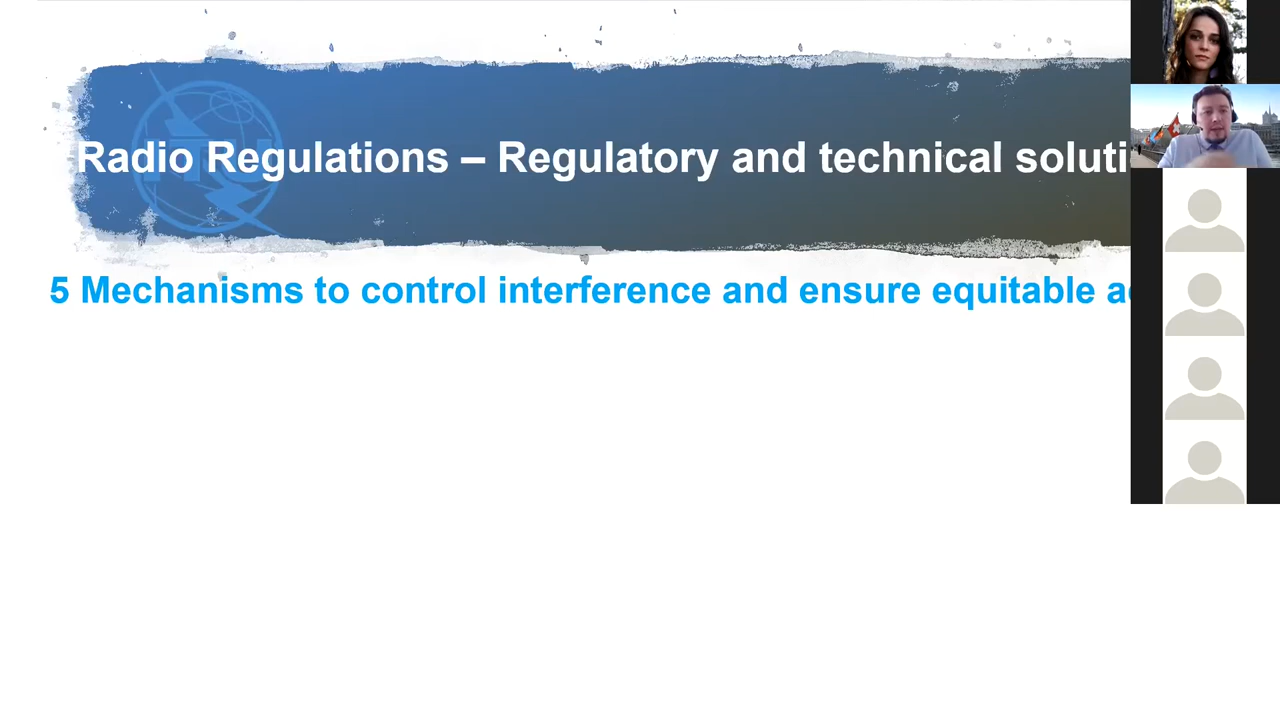 Radio Regulations – Regulatory and technical soluti
5 Mechanisms to control interference and ensure equitable a